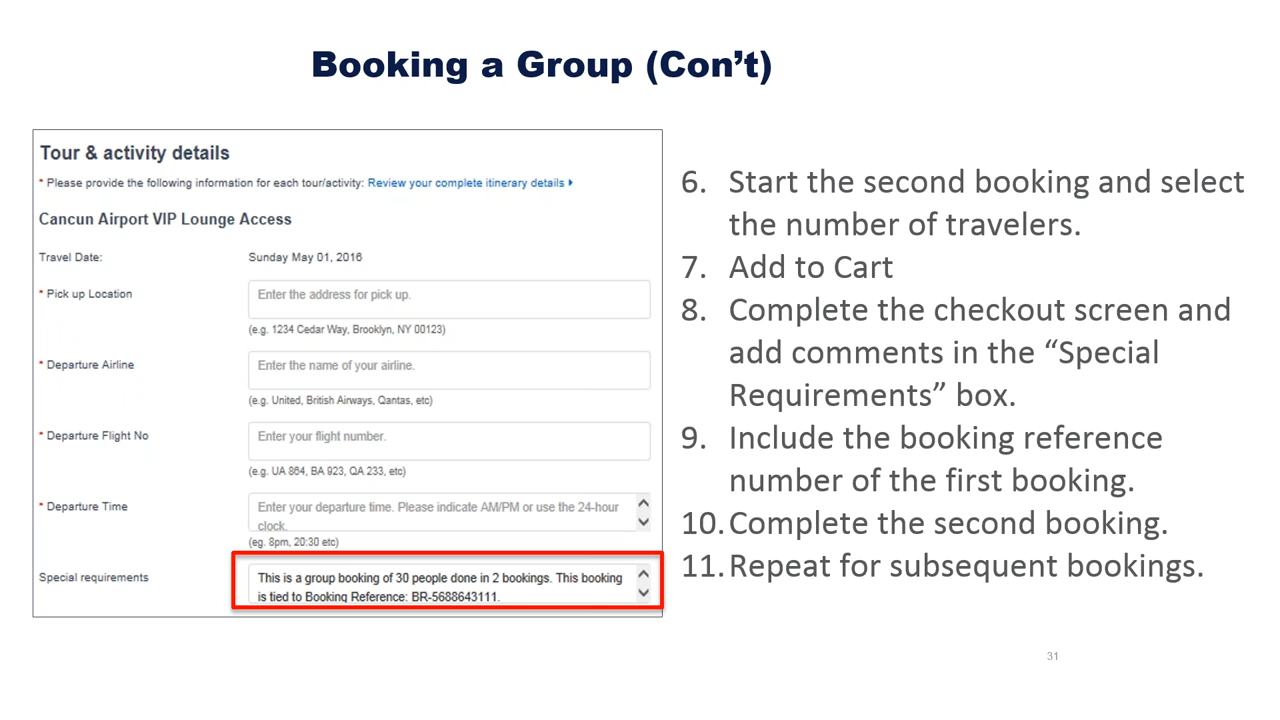 Booking a Group (Con’t)
Tour & activity details
* Please provide the following information for each tour/activity: Review your complete itinerary details
Cancun Airport VIP Lounge Access
Travel Date: Sunday May 01, 2016
* Pick up Location Enter the address for pick up.
(e.g. 1234 Cedar Way, Brooklyn, NY 00123)
* Departure Airline Enter the name of your airline.
(e.g. United, British Airways, Qantas, etc)
* Departure Flight No Enter your flight number.
(e.g. UA 864, BA 923, QA 233, etc)
* Departure Time Enter your departure time. Please indicate AM/PM or use the 24-hour
clock.
(eg. 8pm, 20:30 etc)
Special requirements This is a group booking of 30 people done in 2 bookings. This booking
is tied to Booking Reference: BR-5688643111.
6. Start the second booking and select
the number of travelers.
7. Add to Cart
8. Complete the checkout screen and
add comments in the “Special
Requirements” box.
9. Include the booking reference
number of the first booking.
10. Complete the second booking.
11. Repeat for subsequent bookings.
31